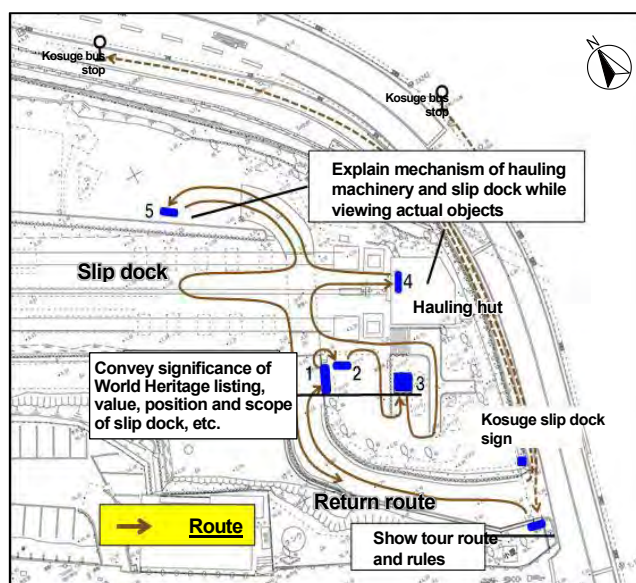 Kosuge bus
stop
N
Kosuge bus
stop
Explain mechanism of hauling
machinery and slip dock while
viewing actual objects
5
Slip dock
4
Hauling hut
Convey significance of
World Heritage listing,
value, position and scope
of slip dock, etc.
1
2
3
Kosuge slip dock
sign
Return route
Route
Show tour route
and rules